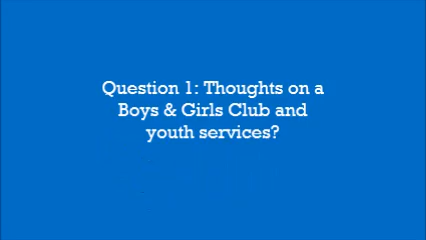 Question 1: Thoughts on a
Boys & Girls Club and
youth services?